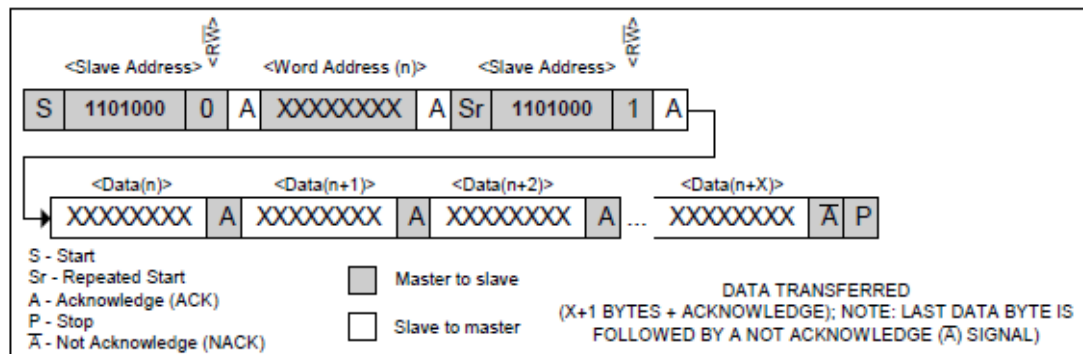 <R/W̅> <R/W̅>
<Slave Address> <Word Address (n)> <Slave Address>
S 1101000 0 A XXXXXXXX A Sr 1101000 1 A
<Data(n)> <Data(n+1)> <Data(n+2)> <Data(n+X)>
XXXXXXXX A XXXXXXXX A XXXXXXXX A ... XXXXXXXX A̅ P
S - Start
Sr - Repeated Start
A - Acknowledge (ACK)
P - Stop
A̅ - Not Acknowledge (NACK)
Master to slave
Slave to master
DATA TRANSFERRED
(X+1 BYTES + ACKNOWLEDGE); NOTE: LAST DATA BYTE IS
FOLLOWED BY A NOT ACKNOWLEDGE (A̅) SIGNAL)